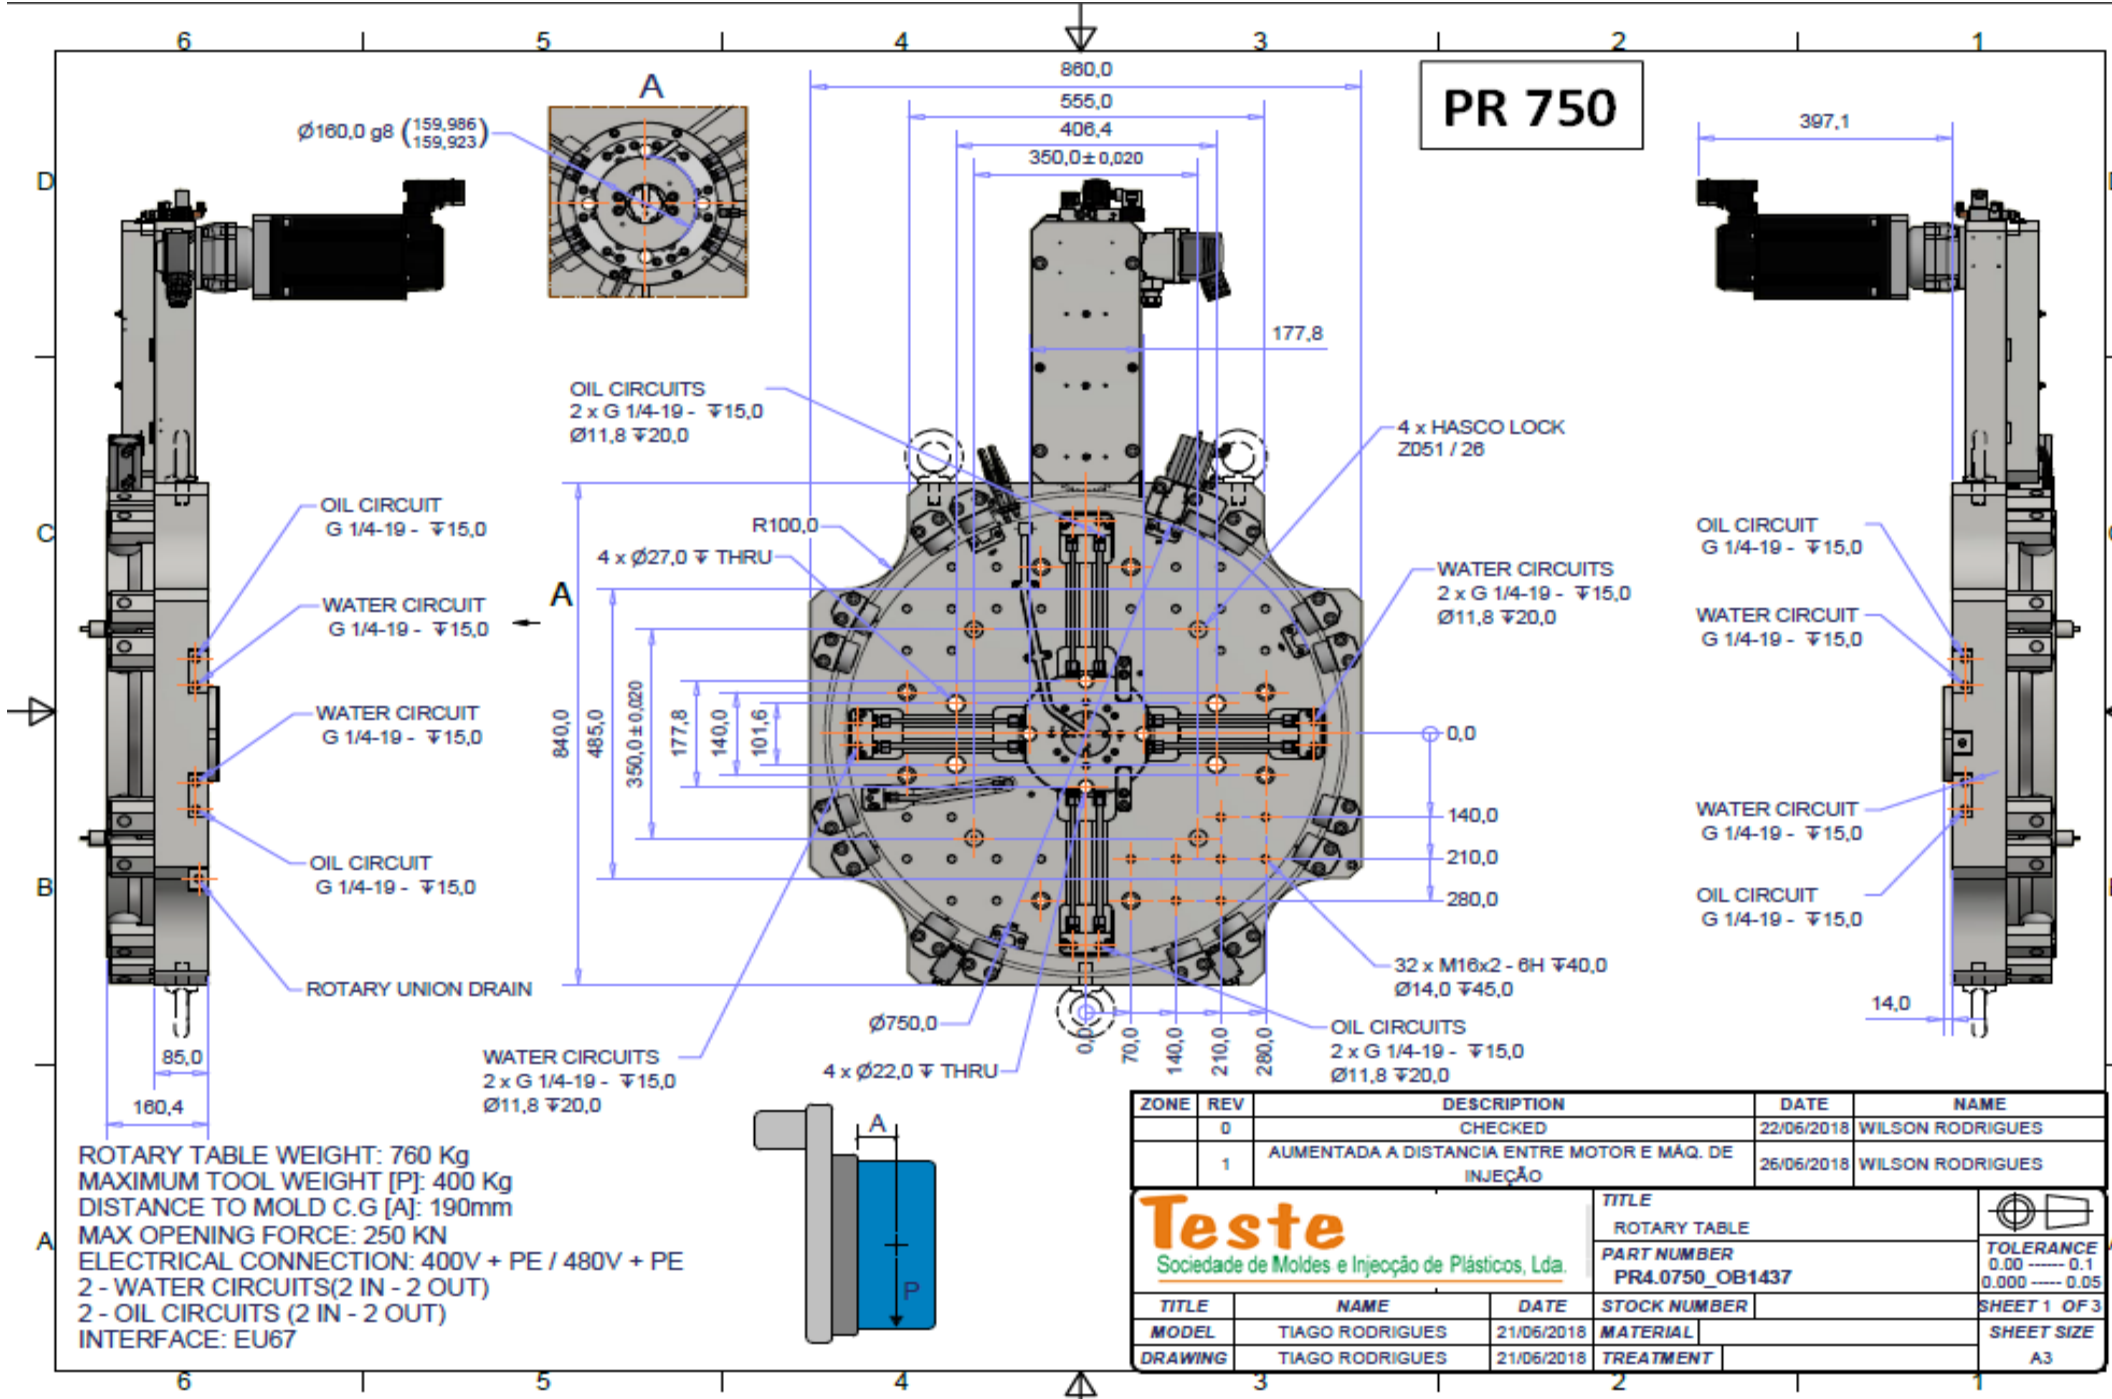 6 5 4 3 2 1
D
C
B
A
A
Ø160,0 g8 (159,986 159,923)
860,0
555,0
406,4
350,0 ± 0,020
PR 750
397,1
177,8
OIL CIRCUITS
2 x G 1/4-19 - ↧15,0
Ø11,8 ↧20,0
4 x HASCO LOCK
Z051 / 26
R100,0
4 x Ø27,0 ↧ THRU
OIL CIRCUIT
G 1/4-19 - ↧15,0
WATER CIRCUIT
G 1/4-19 - ↧15,0
WATER CIRCUIT
G 1/4-19 - ↧15,0
OIL CIRCUIT
G 1/4-19 - ↧15,0
ROTARY UNION DRAIN
A
840,0
485,0
350,0 ± 0,020
177,8
140,0
101,6
WATER CIRCUITS
2 x G 1/4-19 - ↧15,0
Ø11,8 ↧20,0
0,0
140,0
210,0
280,0
OIL CIRCUIT
G 1/4-19 - ↧15,0
WATER CIRCUIT
G 1/4-19 - ↧15,0
WATER CIRCUIT
G 1/4-19 - ↧15,0
OIL CIRCUIT
G 1/4-19 - ↧15,0
32 x M16x2 - 6H ↧40,0
Ø14,0 ↧45,0
14,0
Ø750,0
0,0
70,0
140,0
210,0
280,0
OIL CIRCUITS
2 x G 1/4-19 - ↧15,0
Ø11,8 ↧20,0
4 x Ø22,0 ↧ THRU
WATER CIRCUITS
2 x G 1/4-19 - ↧15,0
Ø11,8 ↧20,0
85,0
160,4
ROTARY TABLE WEIGHT: 760 Kg
MAXIMUM TOOL WEIGHT [P]: 400 Kg
DISTANCE TO MOLD C.G [A]: 190mm
MAX OPENING FORCE: 250 KN
ELECTRICAL CONNECTION: 400V + PE / 480V + PE
2 - WATER CIRCUITS(2 IN - 2 OUT)
2 - OIL CIRCUITS (2 IN - 2 OUT)
INTERFACE: EU67
A
P
ZONE REV DESCRIPTION DATE NAME
0 CHECKED 22/06/2018 WILSON RODRIGUES
1 AUMENTADA A DISTANCIA ENTRE MOTOR E MÁQ. DE INJEÇÃO 26/06/2018 WILSON RODRIGUES
Teste
Sociedade de Moldes e Injecção de Plásticos, Lda.
TITLE
ROTARY TABLE
PART NUMBER
PR4.0750_OB1437
TOLERANCE
0.00 ------ 0.1
0.000 ----- 0.05
TITLE NAME DATE STOCK NUMBER SHEET 1 OF 3
MODEL TIAGO RODRIGUES 21/06/2018 MATERIAL SHEET SIZE
DRAWING TIAGO RODRIGUES 21/06/2018 TREATMENT A3
6 5 4 3 2 1